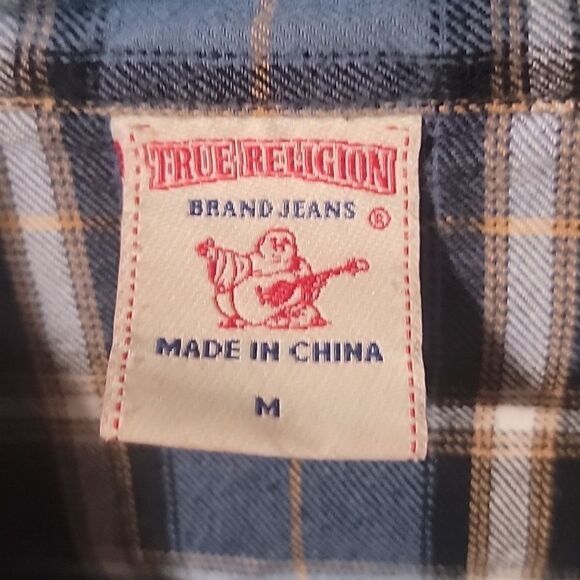 TRUE RELIGION
BRAND JEANS ®
MADE IN CHINA
M